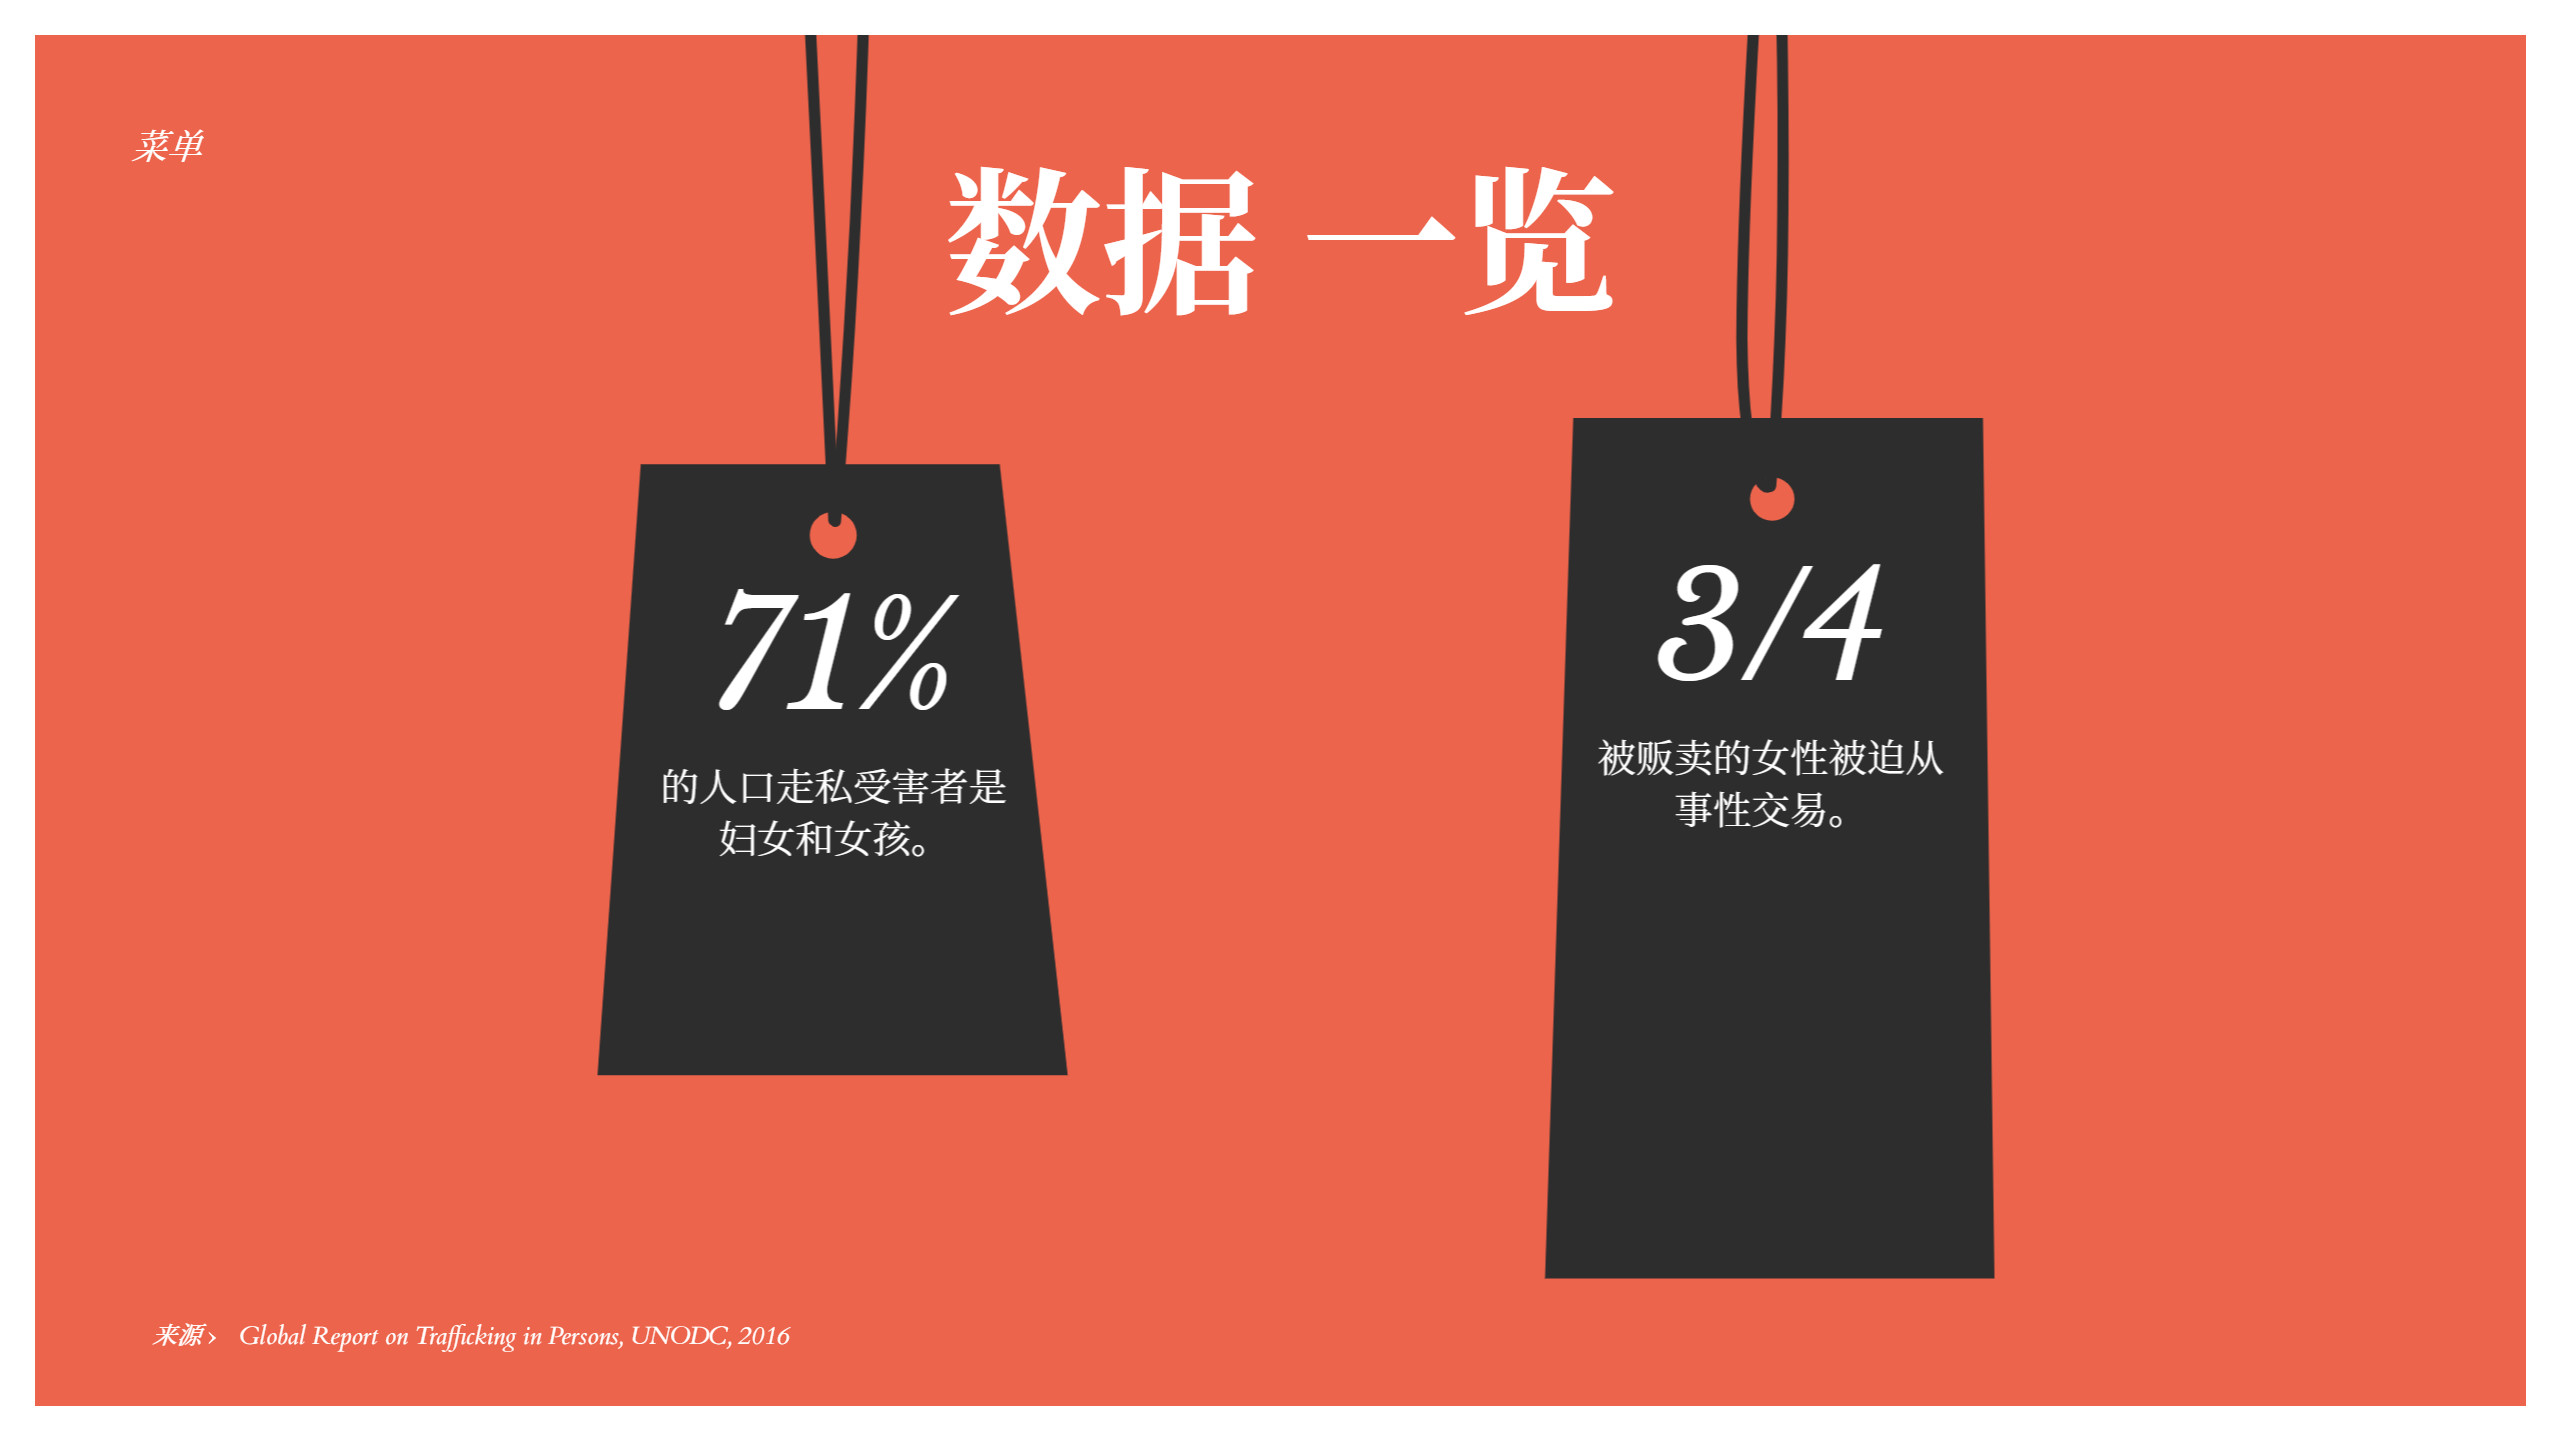 菜单
数据 一览
71%
的人口走私受害者是
妇女和女孩。
3/4
被贩卖的女性被迫从
事性交易。
来源 › Global Report on Trafficking in Persons, UNODC, 2016